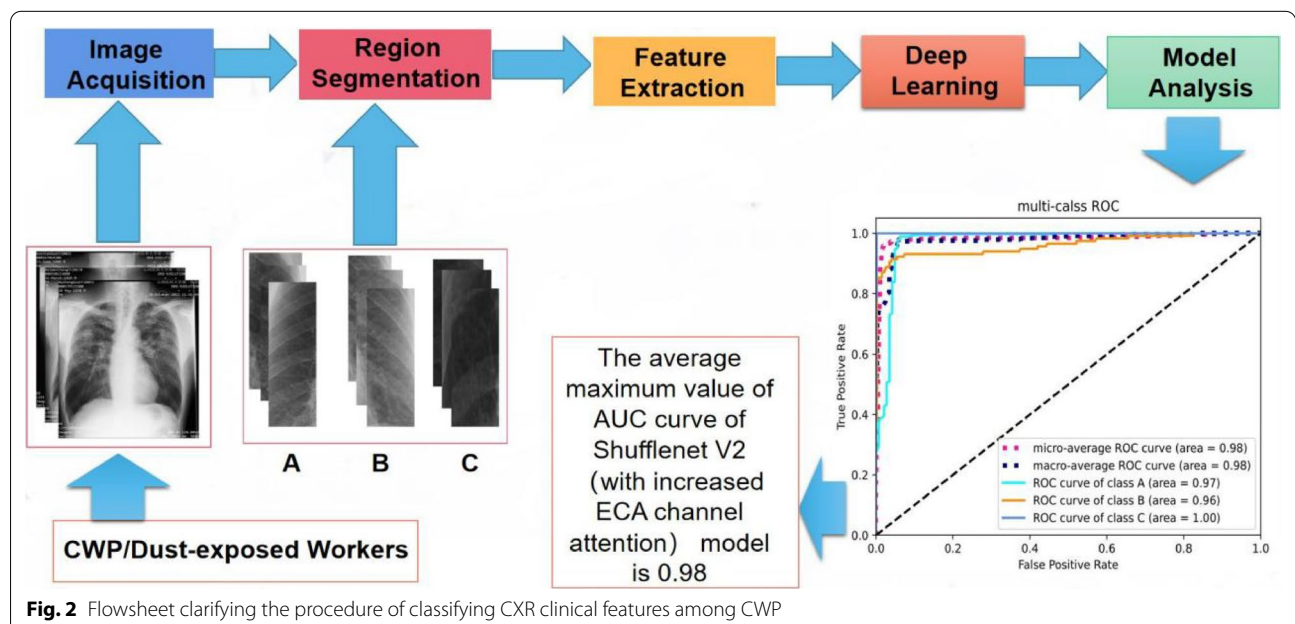 Image
Acquisition
Region
Segmentation
Feature
Extraction
Deep
Learning
Model
Analysis
A
B
C
CWP/Dust-exposed Workers
The average
maximum value of
AUC curve of
Shufflenet V2
(with increased
ECA channel
attention) model
is 0.98
multi-calss ROC
True Positive Rate
1.0
0.8
0.6
0.4
0.2
0.0
micro-average ROC curve (area = 0.98)
macro-average ROC curve (area = 0.98)
ROC curve of class A (area = 0.97)
ROC curve of class B (area = 0.96)
ROC curve of class C (area = 1.00)
0.0 0.2 0.4 0.6 0.8 1.0
False Positive Rate
Fig. 2 Flowsheet clarifying the procedure of classifying CXR clinical features among CWP